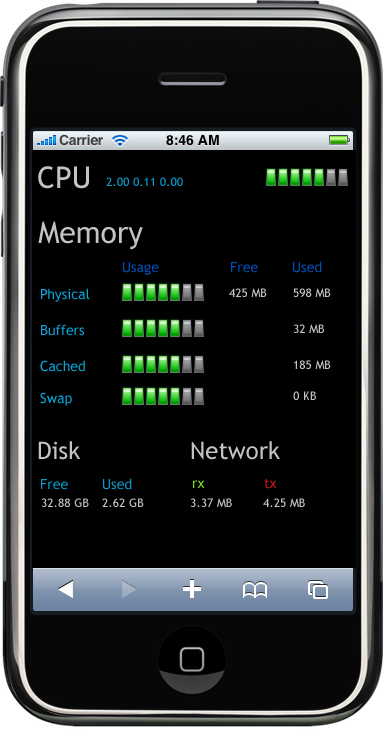 Carrier 8:46 AM
CPU 2.00 0.11 0.00
Memory
Usage Free Used
Physical 425 MB 598 MB
Buffers 32 MB
Cached 185 MB
Swap 0 KB
Disk Network
Free Used rx tx
32.88 GB 2.62 GB 3.37 MB 4.25 MB